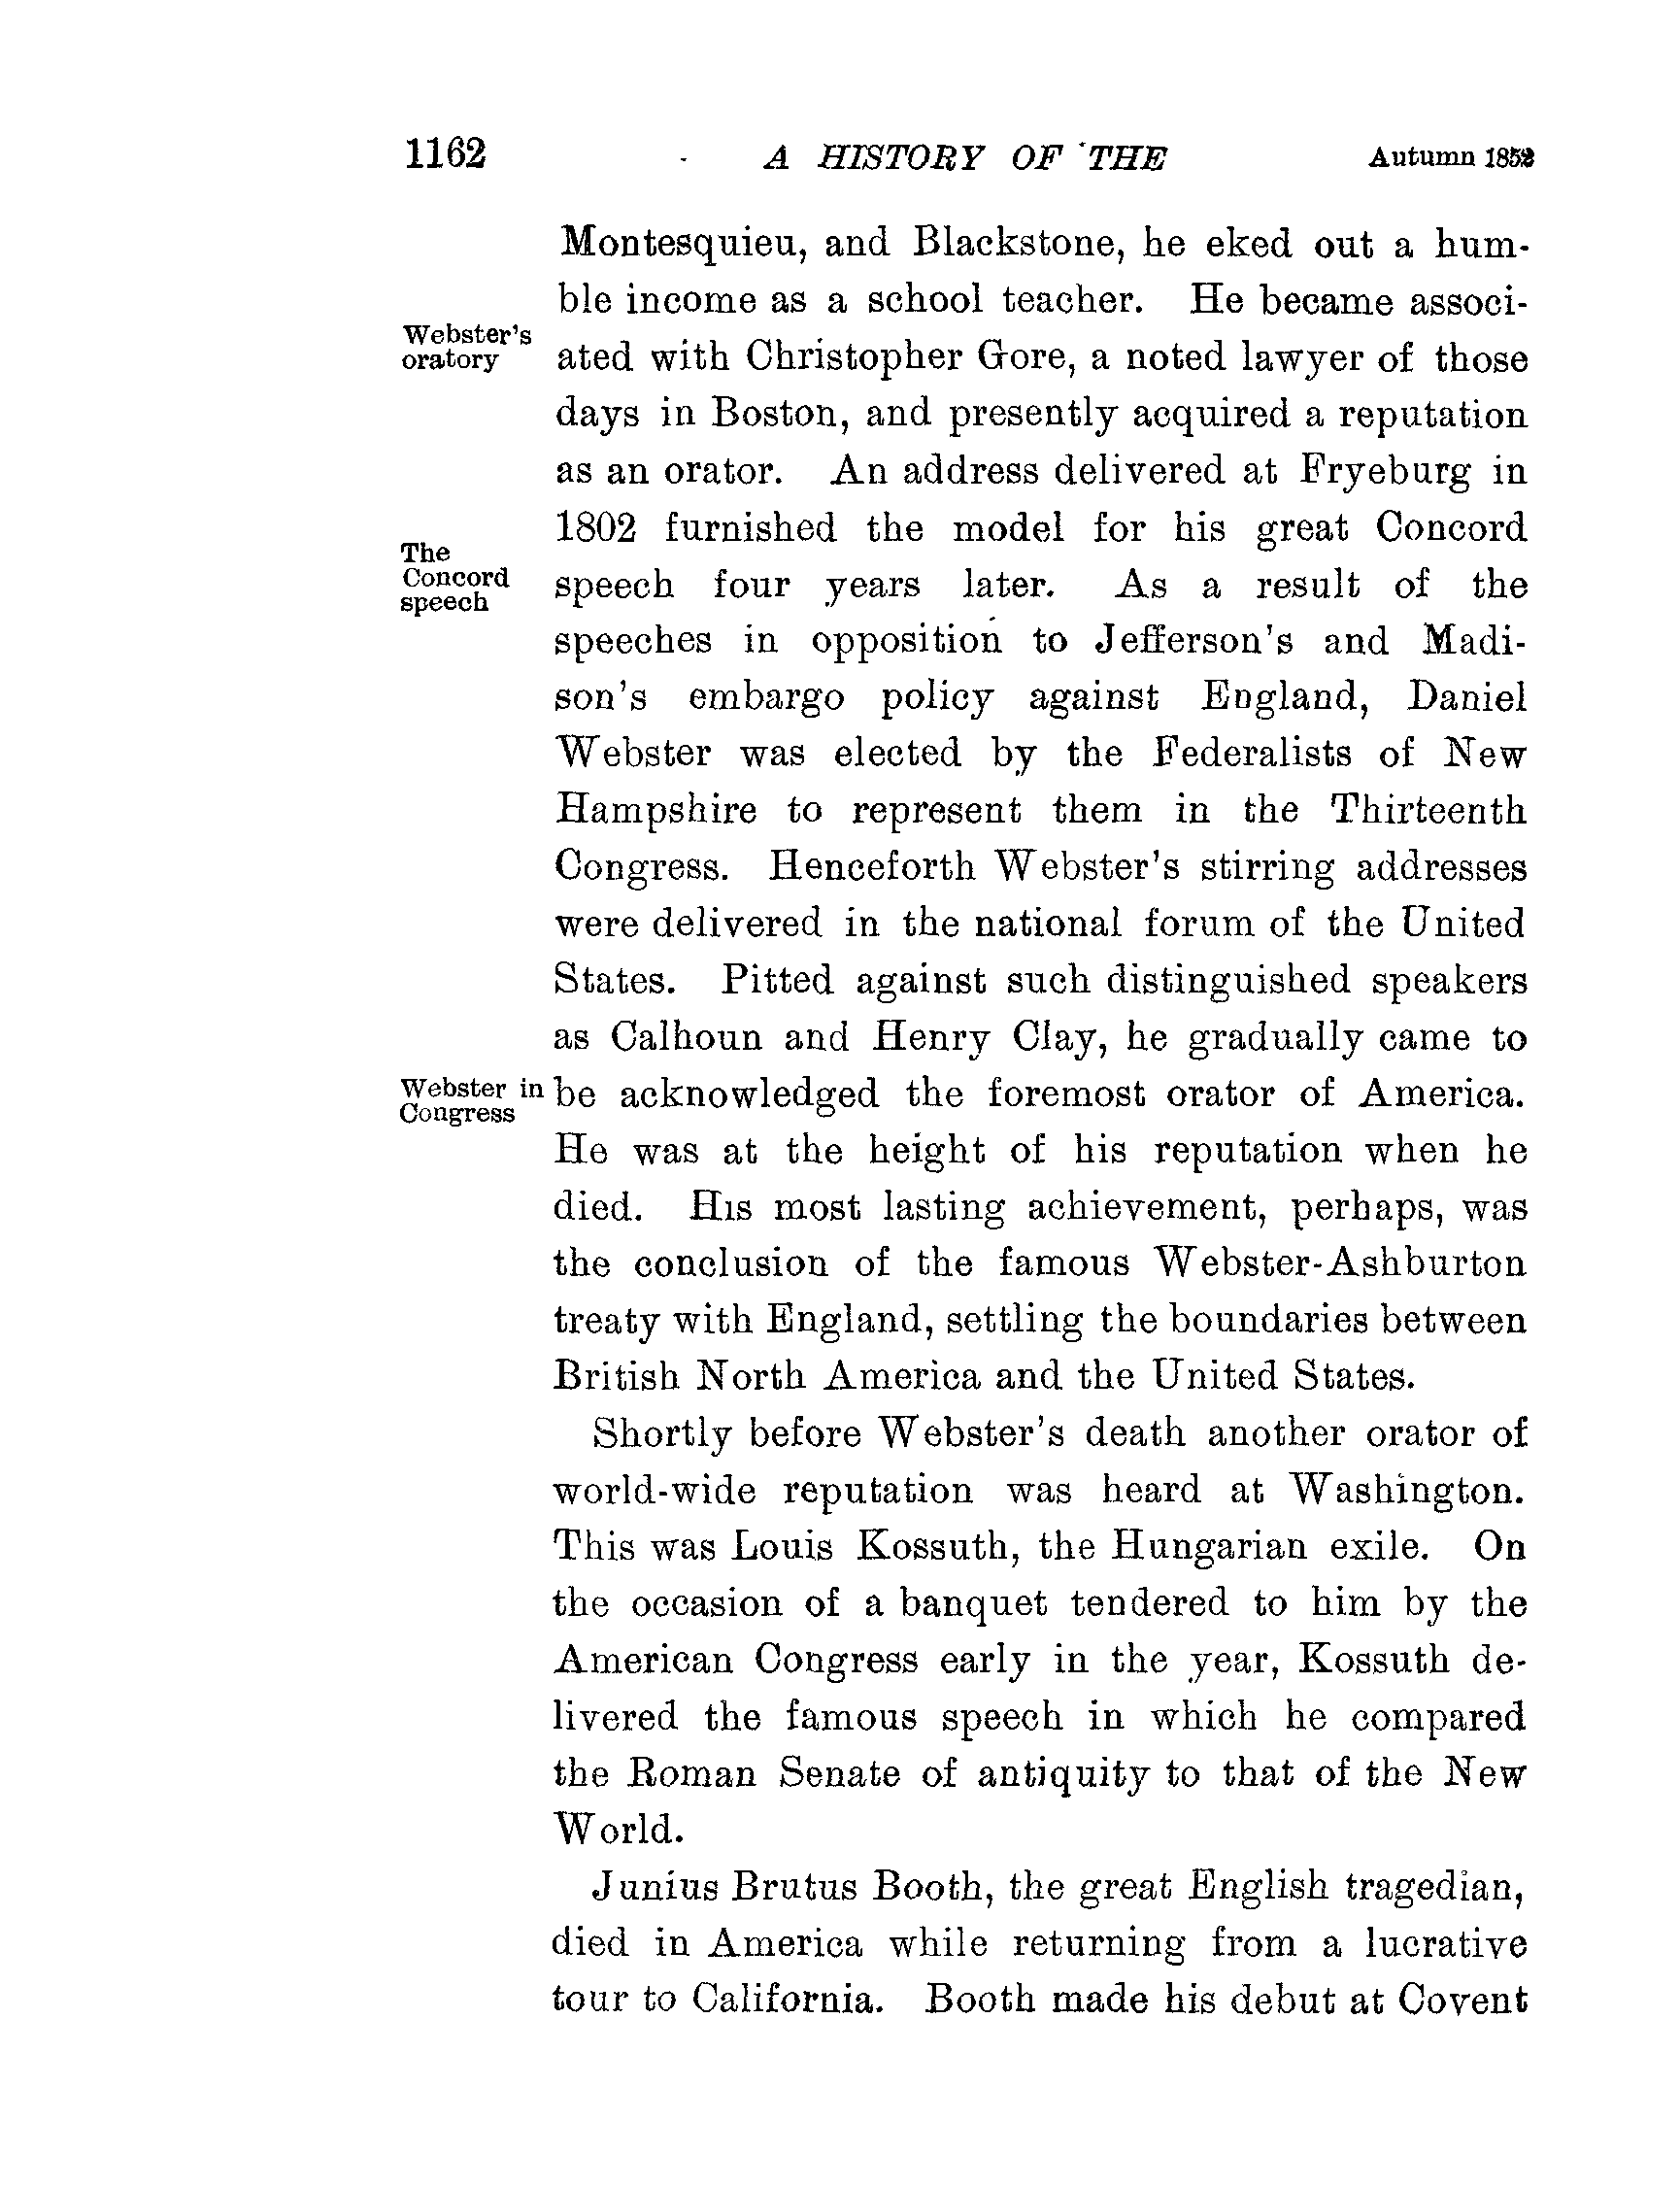 1162 A HISTORY OF THE Autumn 1852
Montesquieu, and Blackstone, he eked out a hum-
ble income as a school teacher. He became associ-
Webster's
oratory
ated with Christopher Gore, a noted lawyer of those
days in Boston, and presently acquired a reputation
as an orator. An address delivered at Fryeburg in
1802 furnished the model for his great Concord
The
Concord
speech
speech four years later. As a result of the
speeches in opposition to Jefferson's and Madi-
son's embargo policy against England, Daniel
Webster was elected by the Federalists of New
Hampshire to represent them in the Thirteenth
Congress. Henceforth Webster's stirring addresses
were delivered in the national forum of the United
States. Pitted against such distinguished speakers
as Calhoun and Henry Clay, he gradually came to
Webster in
Congress
be acknowledged the foremost orator of America.
He was at the height of his reputation when he
died. His most lasting achievement, perhaps, was
the conclusion of the famous Webster-Ashburton
treaty with England, settling the boundaries between
British North America and the United States.
Shortly before Webster's death another orator of
world-wide reputation was heard at Washington.
This was Louis Kossuth, the Hungarian exile. On
the occasion of a banquet tendered to him by the
American Congress early in the year, Kossuth de-
livered the famous speech in which he compared
the Roman Senate of antiquity to that of the New
World.
Junius Brutus Booth, the great English tragedian,
died in America while returning from a lucrative
tour to California. Booth made his debut at Covent